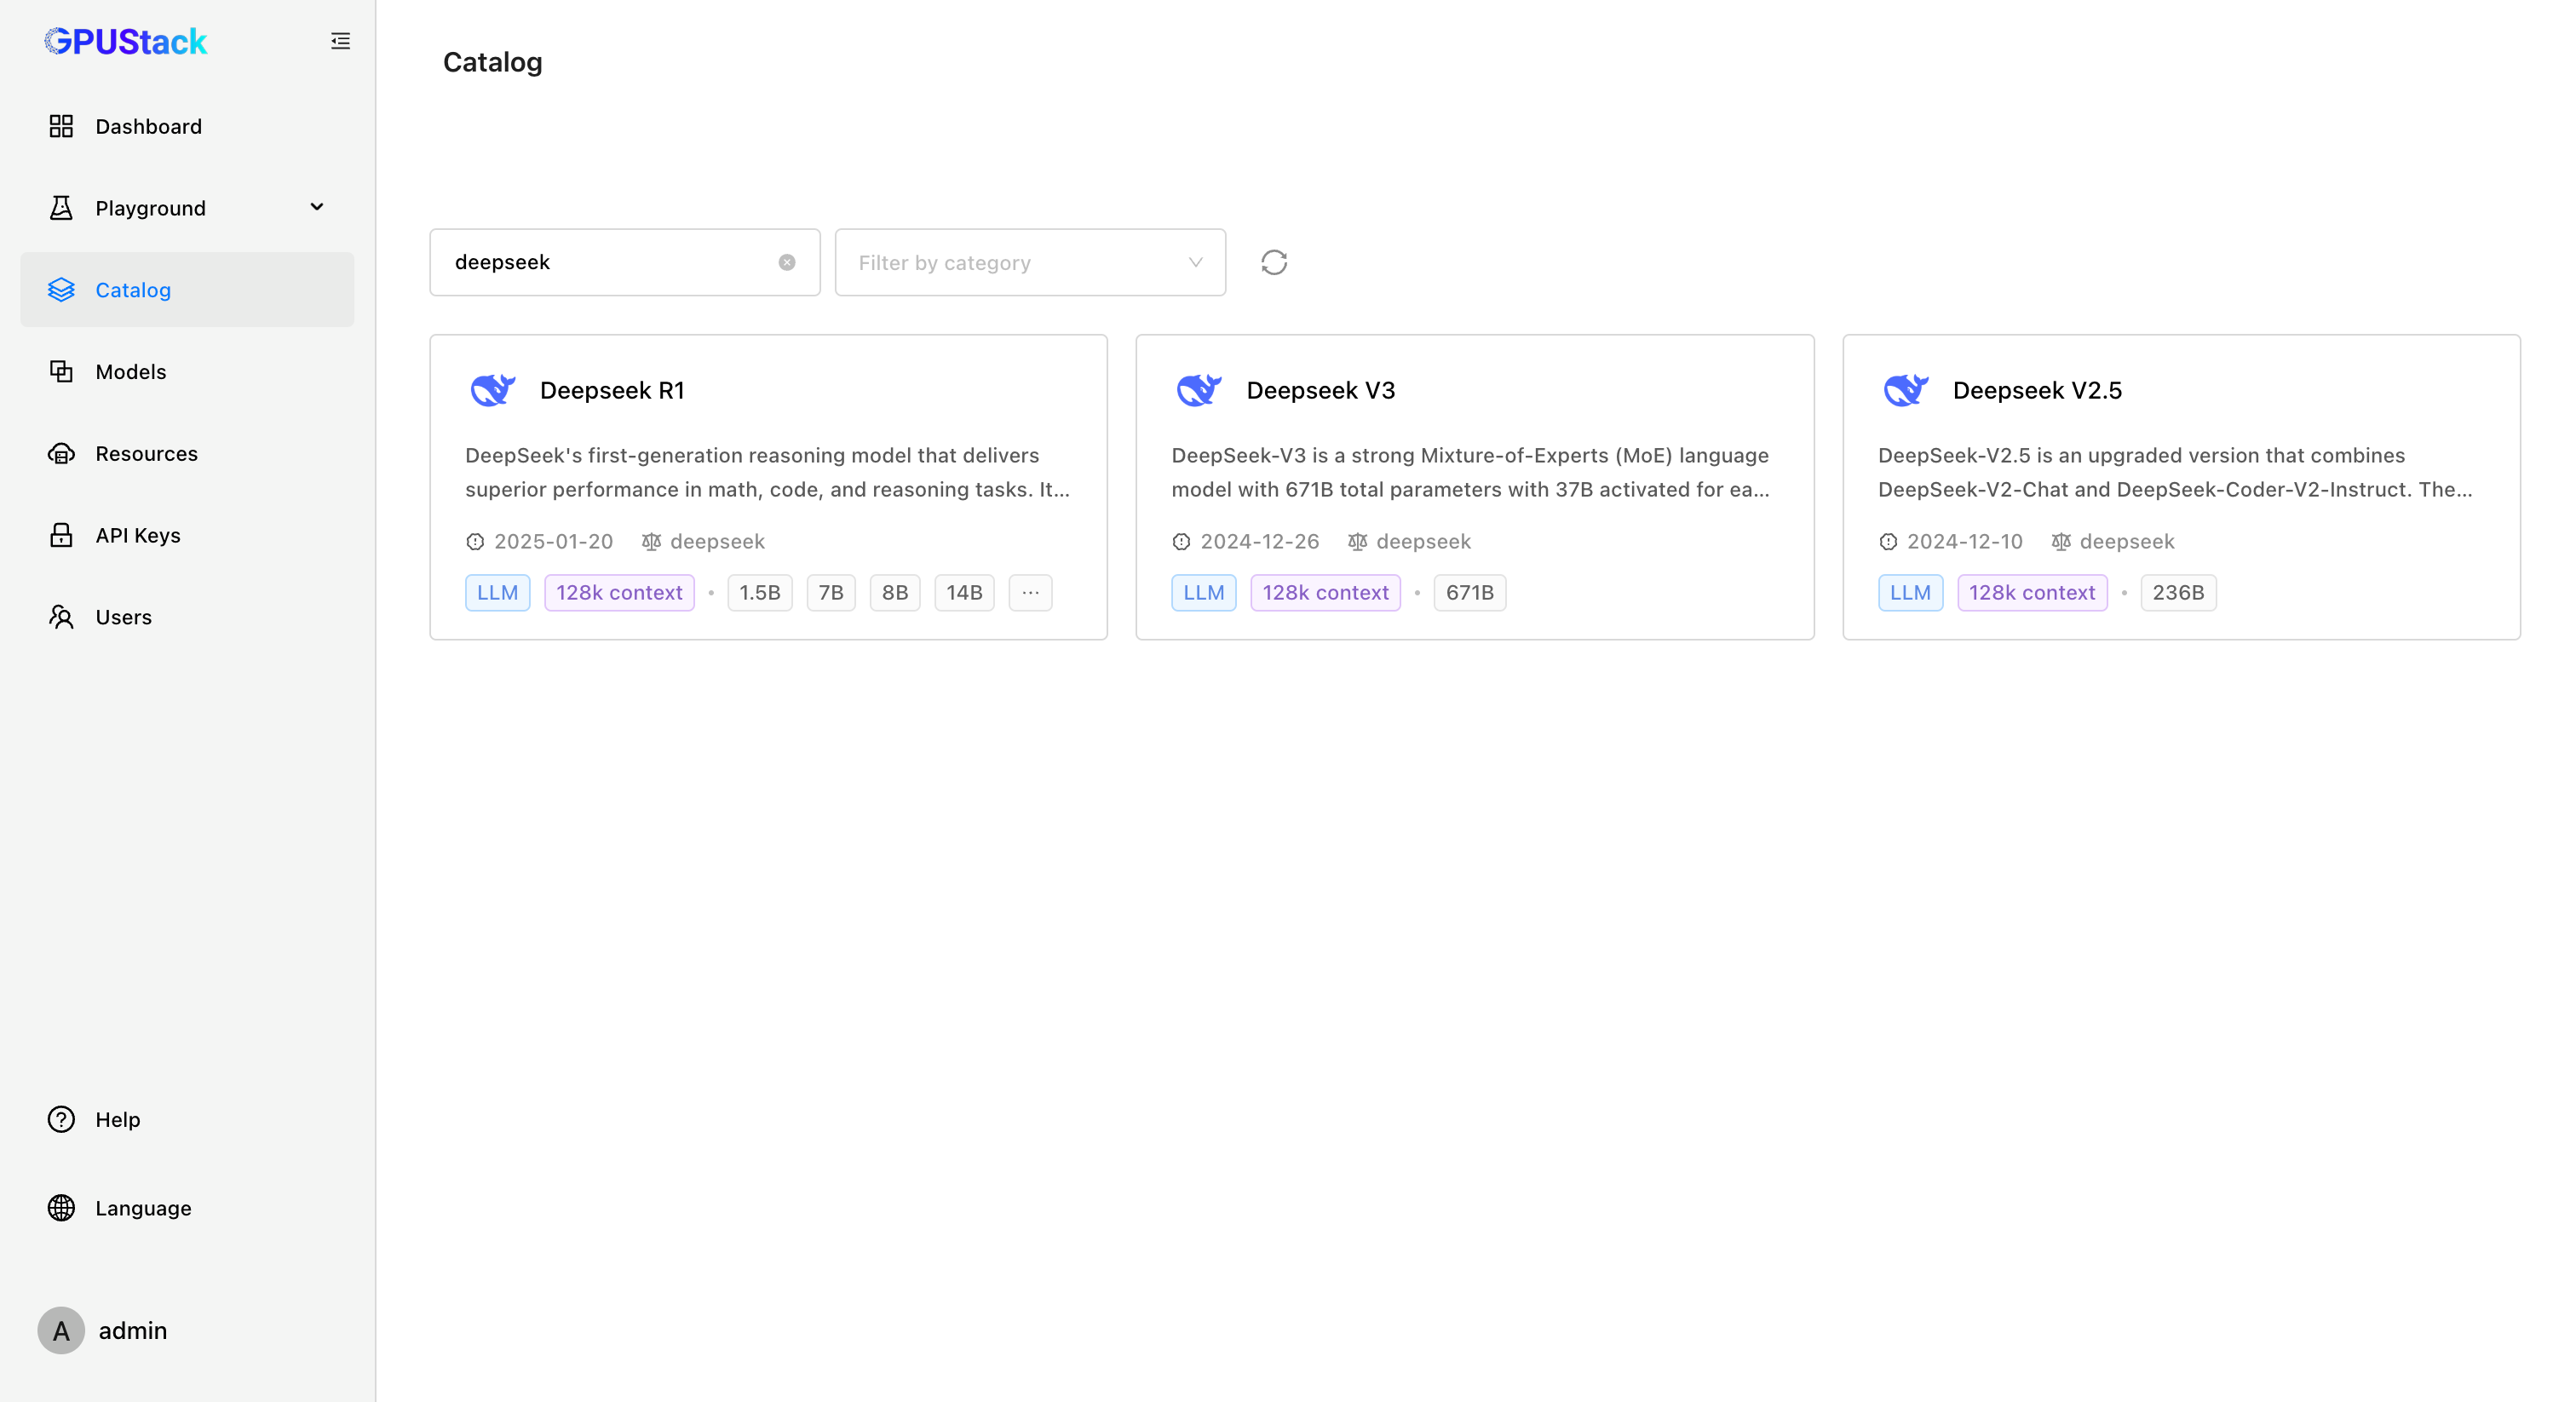 GPUStack
Dashboard
Playground
Catalog
Models
Resources
API Keys
Users
Help
Language
A admin
Catalog
deepseek
Filter by category
Deepseek R1
DeepSeek's first-generation reasoning model that delivers
superior performance in math, code, and reasoning tasks. It...
2025-01-20 deepseek
LLM 128k context • 1.5B 7B 8B 14B ...
Deepseek V3
DeepSeek-V3 is a strong Mixture-of-Experts (MoE) language
model with 671B total parameters with 37B activated for ea...
2024-12-26 deepseek
LLM 128k context • 671B
Deepseek V2.5
DeepSeek-V2.5 is an upgraded version that combines
DeepSeek-V2-Chat and DeepSeek-Coder-V2-Instruct. The...
2024-12-10 deepseek
LLM 128k context • 236B